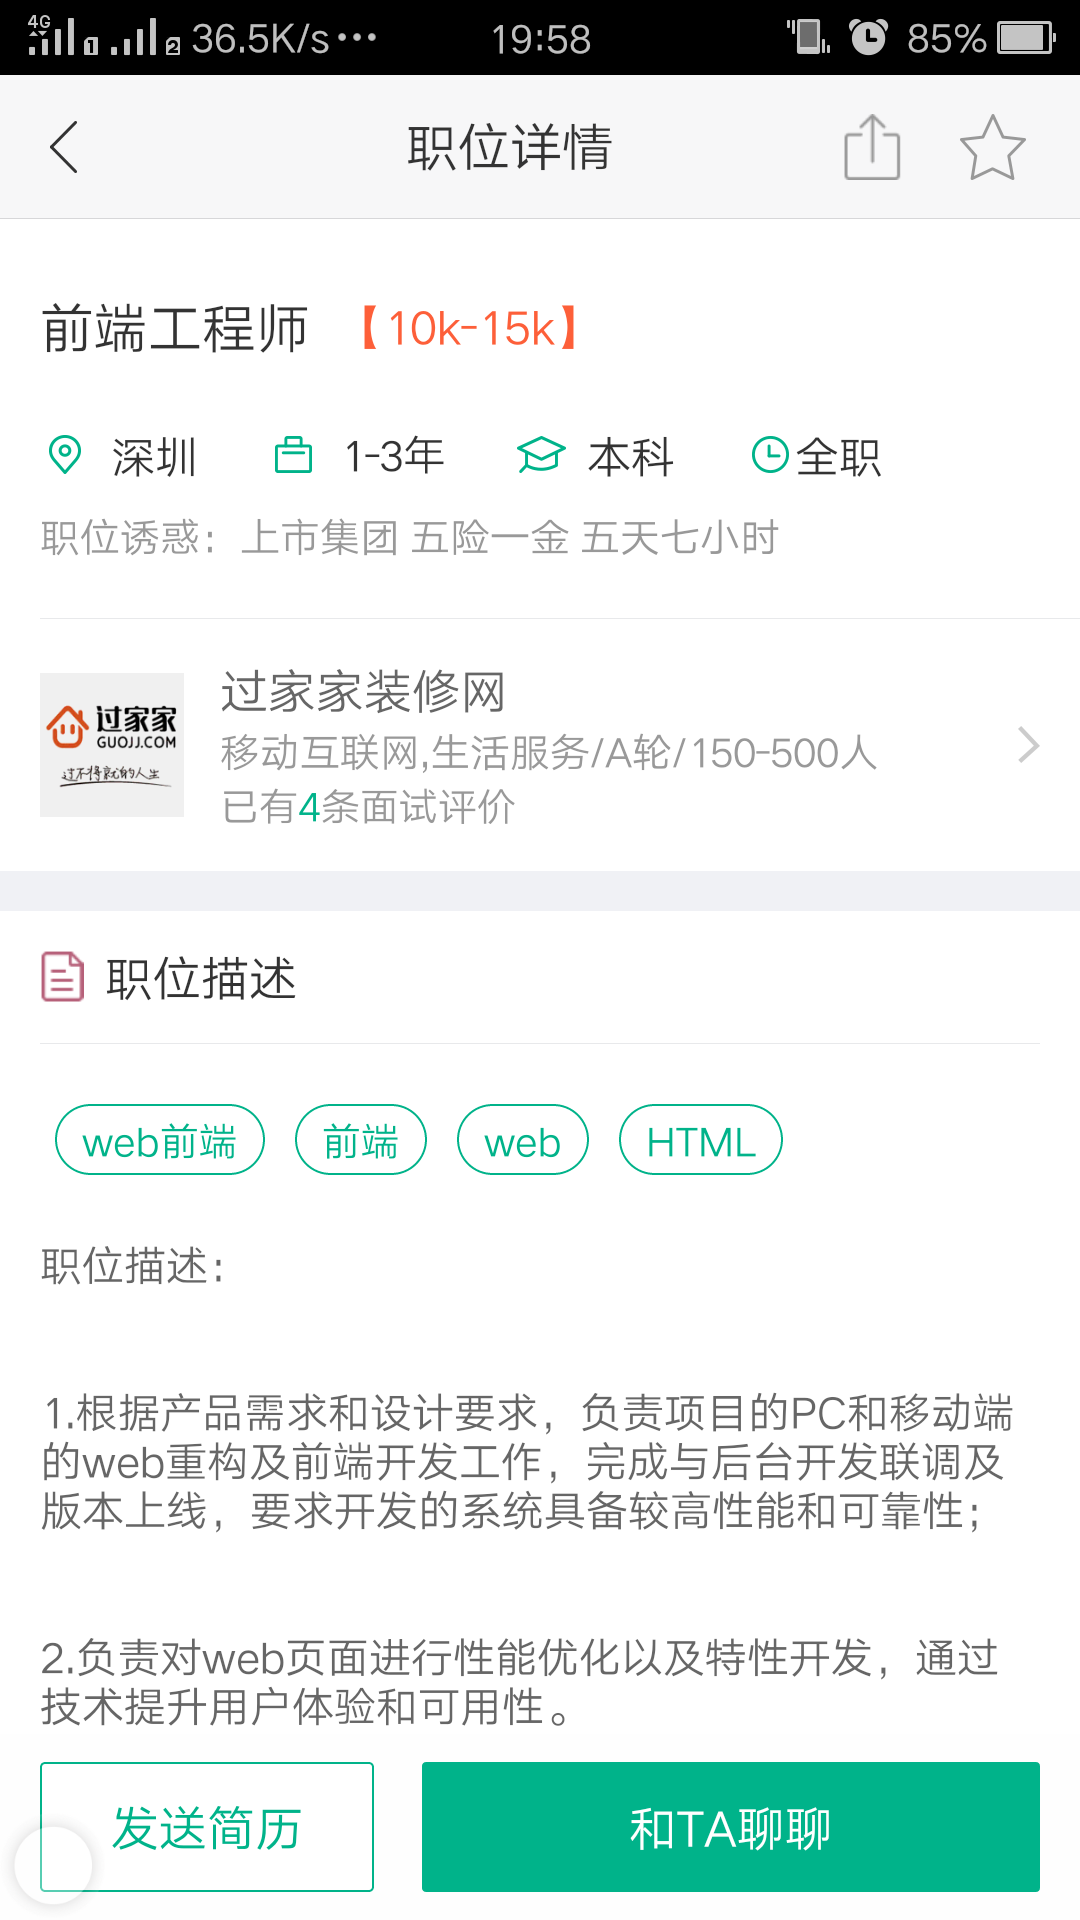 4G 1 2 36.5K/s··· 19:58 85%
职位详情
前端工程师 【10k-15k】
深圳 1-3年 本科 全职
职位诱惑：上市集团 五险一金 五天七小时
过家家装修网
过家家
GUOJJ.COM
过不将就的人生
移动互联网,生活服务/A轮/150-500人
已有4条面试评价
职位描述
web前端 前端 web HTML
职位描述：
1.根据产品需求和设计要求，负责项目的PC和移动端
的web重构及前端开发工作，完成与后台开发联调及
版本上线，要求开发的系统具备较高性能和可靠性；
2.负责对web页面进行性能优化以及特性开发，通过
技术提升用户体验和可用性。
发送简历 和TA聊聊